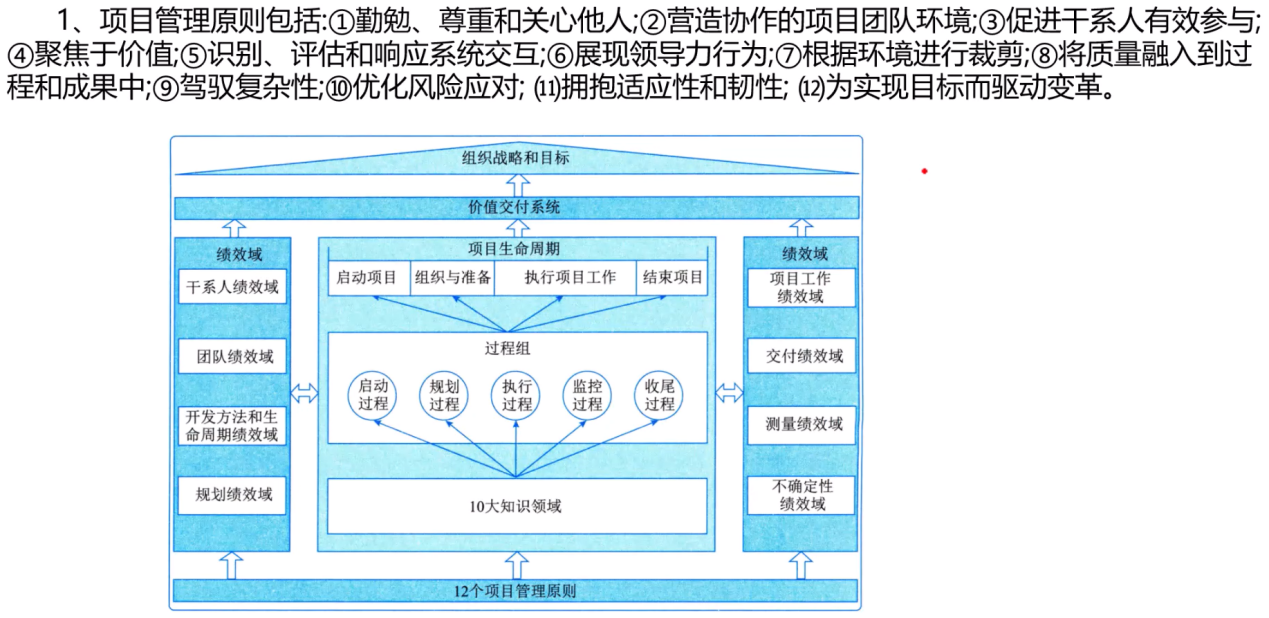 1、项目管理原则包括:①勤勉、尊重和关心他人;②营造协作的项目团队环境;③促进干系人有效参与;
④聚焦于价值;⑤识别、评估和响应系统交互;⑥展现领导力行为;⑦根据环境进行裁剪;⑧将质量融入到过
程和成果中;⑨驾驭复杂性;⑩优化风险应对; ⑾拥抱适应性和韧性; ⑿为实现目标而驱动变革。
组织战略和目标
价值交付系统
绩效域
干系人绩效域
团队绩效域
开发方法和生
命周期绩效域
规划绩效域
项目生命周期
启动项目
组织与准备
执行项目工作
结束项目
过程组
启动
过程
规划
过程
执行
过程
监控
过程
收尾
过程
10大知识领域
绩效域
项目工作
绩效域
交付绩效域
测量绩效域
不确定性
绩效域
12个项目管理原则